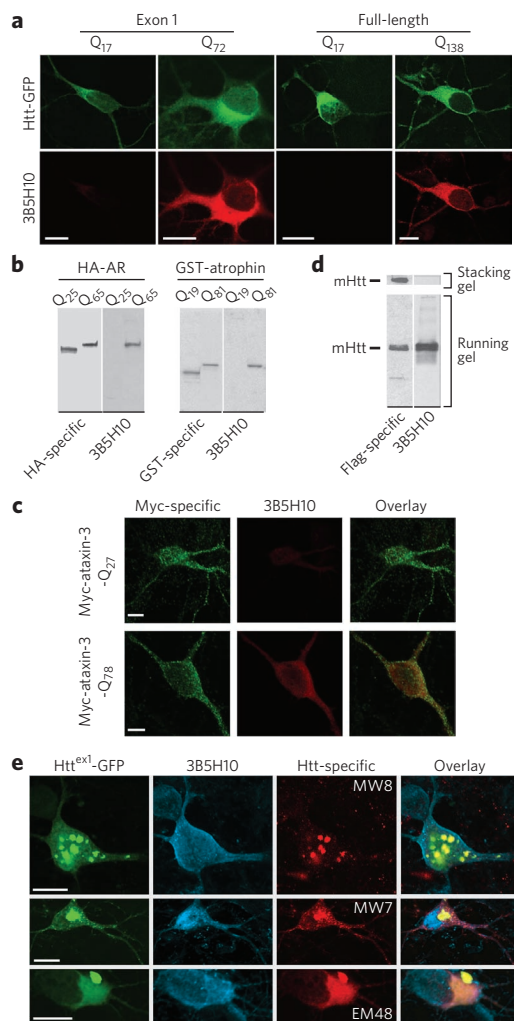 a
Exon 1 Full-length
Q17 Q72 Q17 Q138
Htt-GFP
3B5H10
b
HA-AR GST-atrophin
Q25 Q65 Q25 Q65 Q19 Q81 Q19 Q81
HA-specific 3B5H10 GST-specific 3B5H10
d
mHtt Stacking gel
mHtt Running gel
Flag-specific 3B5H10
c
Myc-specific 3B5H10 Overlay
Myc-ataxin-3
-Q27
Myc-ataxin-3
-Q78
e
Httex1-GFP 3B5H10 Htt-specific Overlay
MW8
MW7
EM48